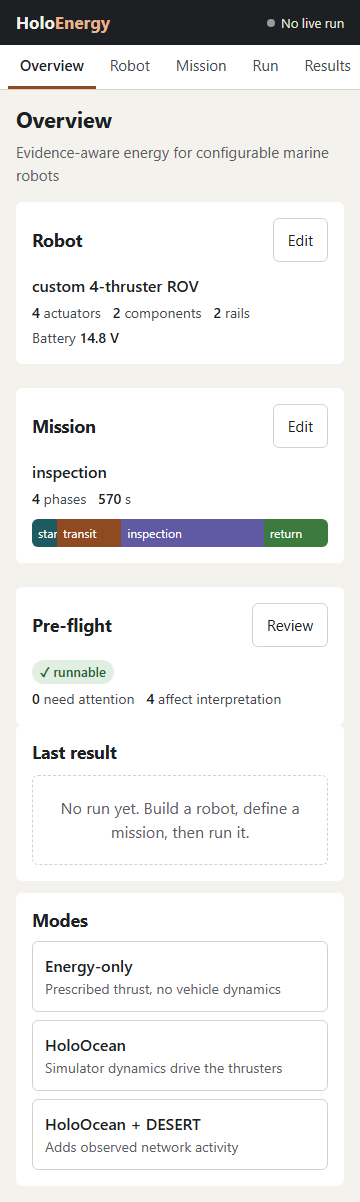 HoloEnergy
No live run
Overview
Robot
Mission
Run
Results
Overview
Evidence-aware energy for configurable marine
robots
Robot
Edit
custom 4-thruster ROV
4 actuators 2 components 2 rails
Battery 14.8 V
Mission
Edit
inspection
4 phases 570 s
transit
inspection
return
Pre-flight
Review
✓ runnable
0 need attention 4 affect interpretation
Last result
No run yet. Build a robot, define a
mission, then run it.
Modes
Energy-only
Prescribed thrust, no vehicle dynamics
HoloOcean
Simulator dynamics drive the thrusters
HoloOcean + DESERT
Adds observed network activity